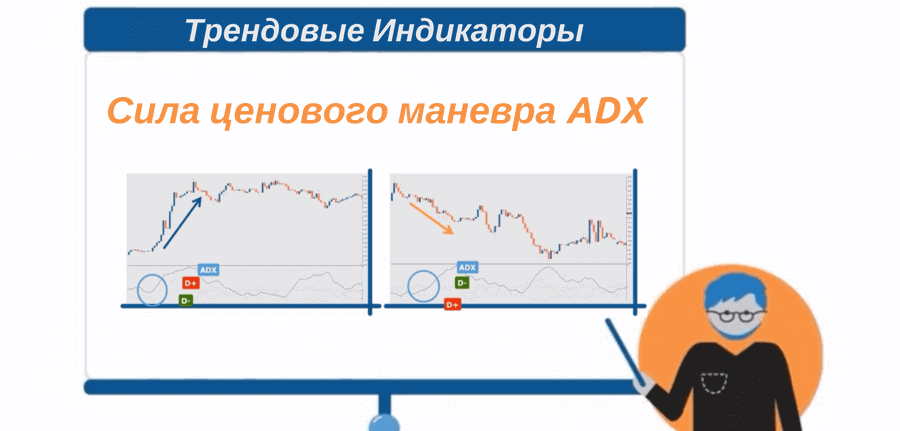 Трендовые Индикаторы
Сила ценового маневра ADX
ADX
D+
D-
ADX
D-
D+